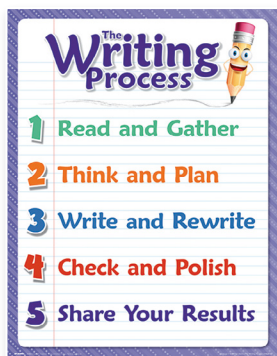 The
Writing
Process
1 Read and Gather
2 Think and Plan
3 Write and Rewrite
4 Check and Polish
5 Share Your Results